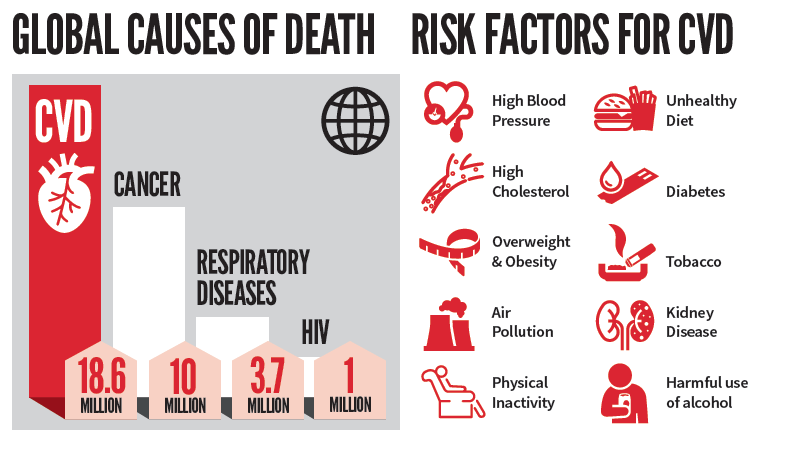 GLOBAL CAUSES OF DEATH
CVD
CANCER
RESPIRATORY
DISEASES
HIV
18.6
MILLION
10
MILLION
3.7
MILLION
1
MILLION
RISK FACTORS FOR CVD
High Blood
Pressure
Unhealthy
Diet
High
Cholesterol
Diabetes
Overweight
& Obesity
Tobacco
Air
Pollution
Kidney
Disease
Physical
Inactivity
Harmful use
of alcohol